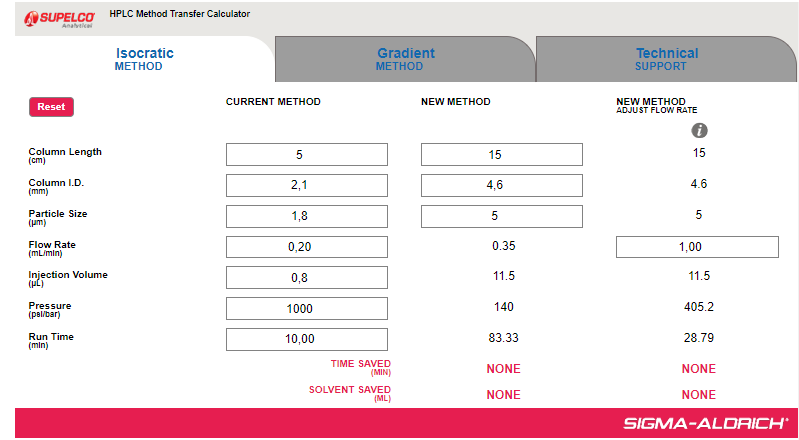 SUPELCO
Analytical
HPLC Method Transfer Calculator
Isocratic
METHOD
Gradient
METHOD
Technical
SUPPORT
Reset
CURRENT METHOD
NEW METHOD
NEW METHOD
ADJUST FLOW RATE
i
Column Length
(cm)
5
15
15
Column I.D.
(mm)
2,1
4,6
4.6
Particle Size
(µm)
1,8
5
5
Flow Rate
(mL/min)
0,20
0.35
1,00
Injection Volume
(µL)
0,8
11.5
11.5
Pressure
(psi/bar)
1000
140
405.2
Run Time
(min)
10,00
83.33
28.79
TIME SAVED
(MIN)
NONE
NONE
SOLVENT SAVED
(ML)
NONE
NONE
SIGMA-ALDRICH®